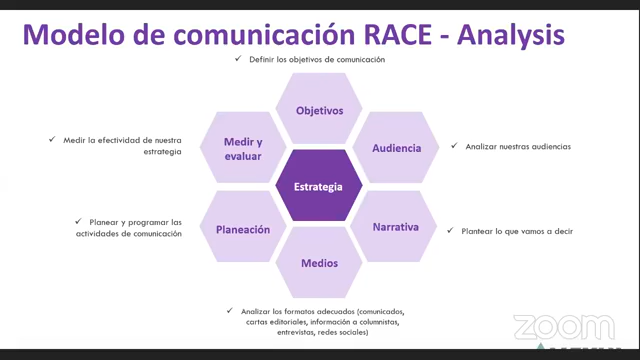 Modelo de comunicación RACE - Analysis
✓ Definir los objetivos de comunicación
Objetivos
✓ Medir la efectividad de nuestra
estrategia
Medir y
evaluar
Audiencia
✓ Analizar nuestras audiencias
Estrategia
✓ Planear y programar las
actividades de comunicación
Planeación
Narrativa
✓ Plantear lo que vamos a decir
Medios
✓ Analizar los formatos adecuados (comunicados,
cartas editoriales, información a columnistas,
entrevistas, redes sociales)
zoom